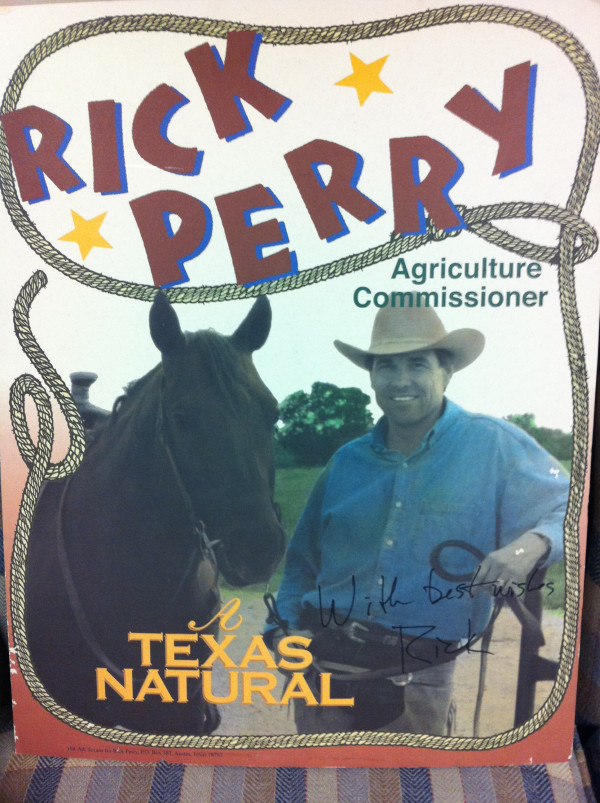 RICK
PERRY
Agriculture
Commissioner
With best wishes
Rick
A
TEXAS
NATURAL